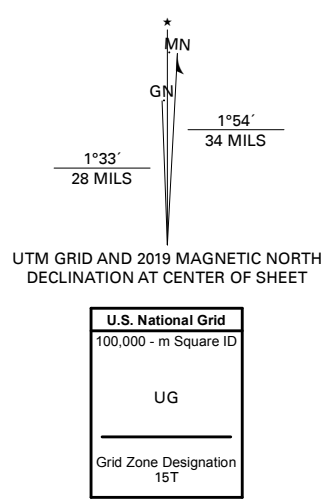 MN
GN
1°54´
34 MILS
1°33´
28 MILS
UTM GRID AND 2019 MAGNETIC NORTH
DECLINATION AT CENTER OF SHEET
U.S. National Grid
100,000 - m Square ID
UG
Grid Zone Designation
15T